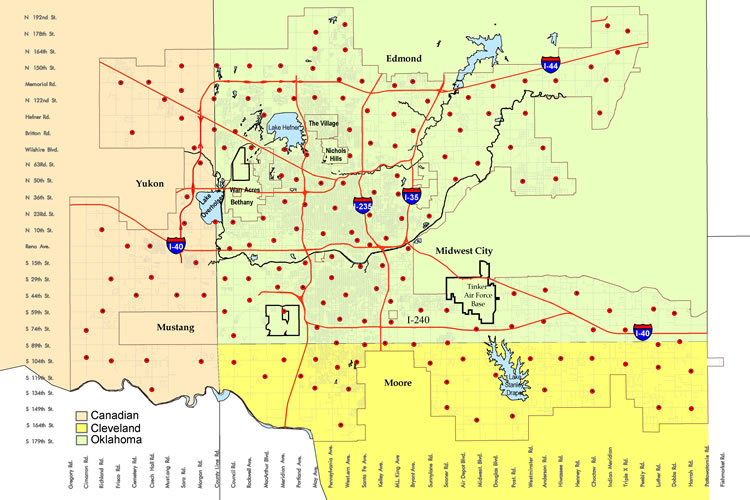 N 192nd St.
N 178th St.
N 164th St.
N 150th St.
Memorial Rd.
N 122nd St.
Hefner Rd.
Britton Rd.
Wilshire Blvd.
N 63rd St.
N 50th St.
N 36th St.
N 23rd St.
N 10th St.
Reno Ave.
S 15th St.
S 29th St.
S 44th St.
S 59th St.
S 74th St.
S 89th St.
S 104th St.
S 119th St.
S 134th St.
S 149th St.
S 164th St.
S 179th St.
Edmond
I-44
Lake Hefner
The Village
Nichols
Hills
Yukon
Warr Acres
Bethany
Lake
Overholser
I-235
I-35
I-40
Midwest City
Tinker
Air Force
Base
I-240
Mustang
I-40
Moore
Lake
Stanley
Draper
Canadian
Cleveland
Oklahoma
Gregory Rd.
Cimarron Rd.
Richland Rd.
Frisco Rd.
Cemetery Rd.
Czech Hall Rd.
Mustang Rd.
Sara Rd.
Morgan Rd.
County Line Rd.
Council Rd.
Rockwell Ave.
MacArthur Blvd.
Meridian Ave.
Portland Ave.
May Ave.
Pennsylvania Ave.
Western Ave.
Santa Fe Ave.
Kelley Ave.
M.L. King Ave
Bryant Ave.
Sunnylane Rd.
Sooner Rd.
Air Depot Blvd.
Midwest Blvd.
Douglas Blvd.
Post Rd.
Westminster Rd.
Anderson Rd.
Hiwassee Rd.
Henney Rd.
Choctaw Rd.
Indian Meridian
Triple X Rd.
Peebly Rd.
Luther Rd.
Dobbs Rd.
Harrah Rd.
Pottawatomie Rd.
Fishmarket Rd.